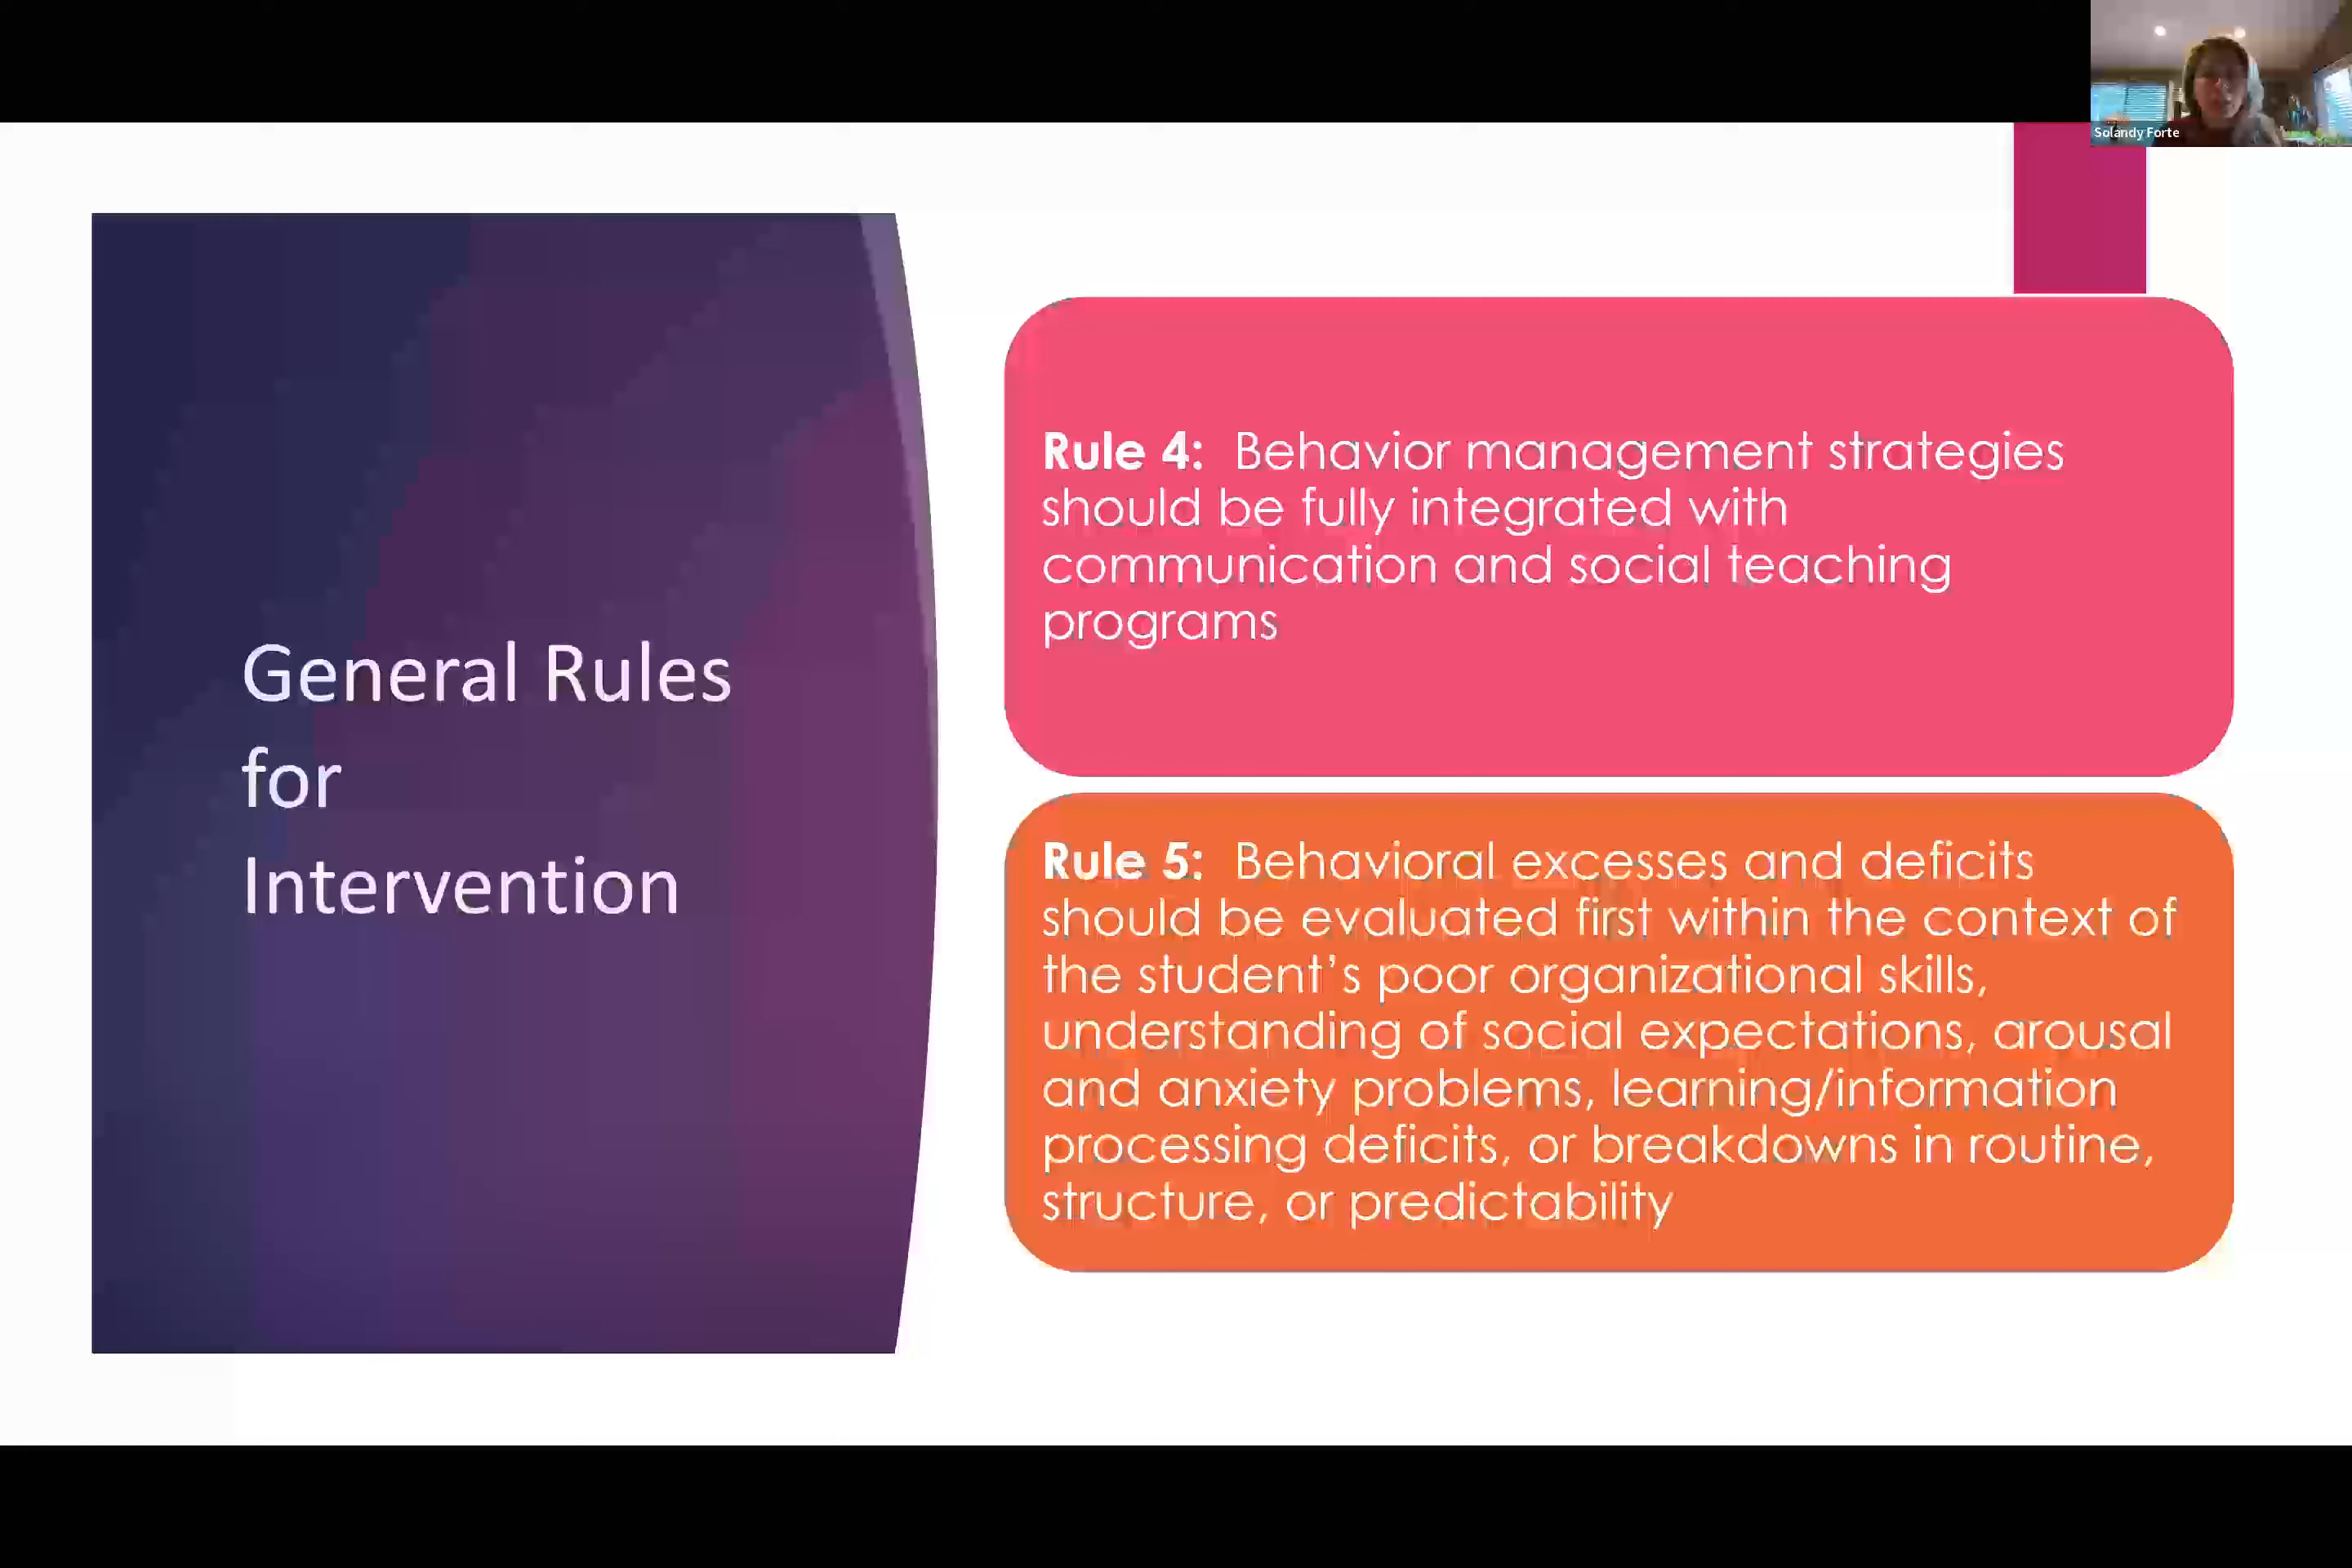 Solandy Forte
General Rules
for
Intervention
Rule 4: Behavior management strategies
should be fully integrated with
communication and social teaching
programs
Rule 5: Behavioral excesses and deficits
should be evaluated first within the context of
the student’s poor organizational skills,
understanding of social expectations, arousal
and anxiety problems, learning/information
processing deficits, or breakdowns in routine,
structure, or predictability